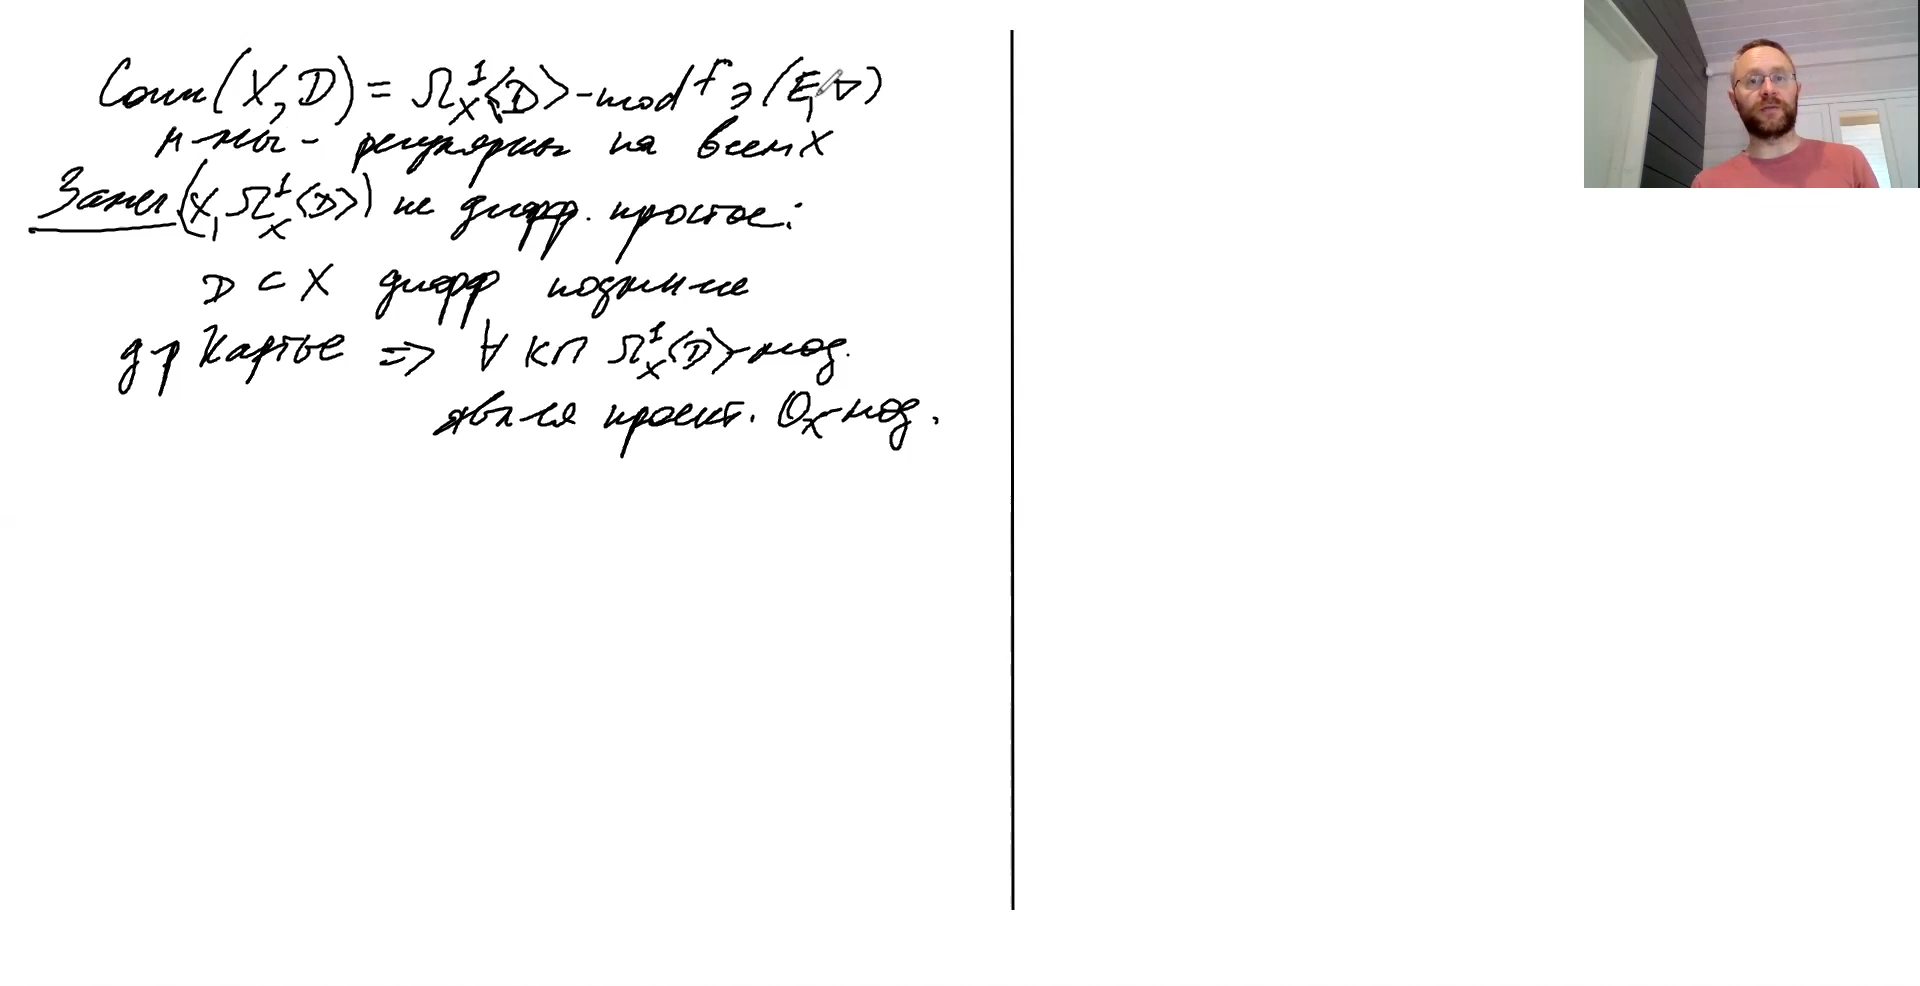 Conn(X,D) = Ω¹_X⟨D⟩-mod^f ∋ (E,∇)
н-мы - регулярны на всем X
Замеч (X, Ω¹_X⟨D⟩) не дифф. простое:
D ⊂ X дифф подмн-ие
д-р Картье => ∀ КП Ω¹_X⟨D⟩-мод.
явл-ся проект. O_X-мод.